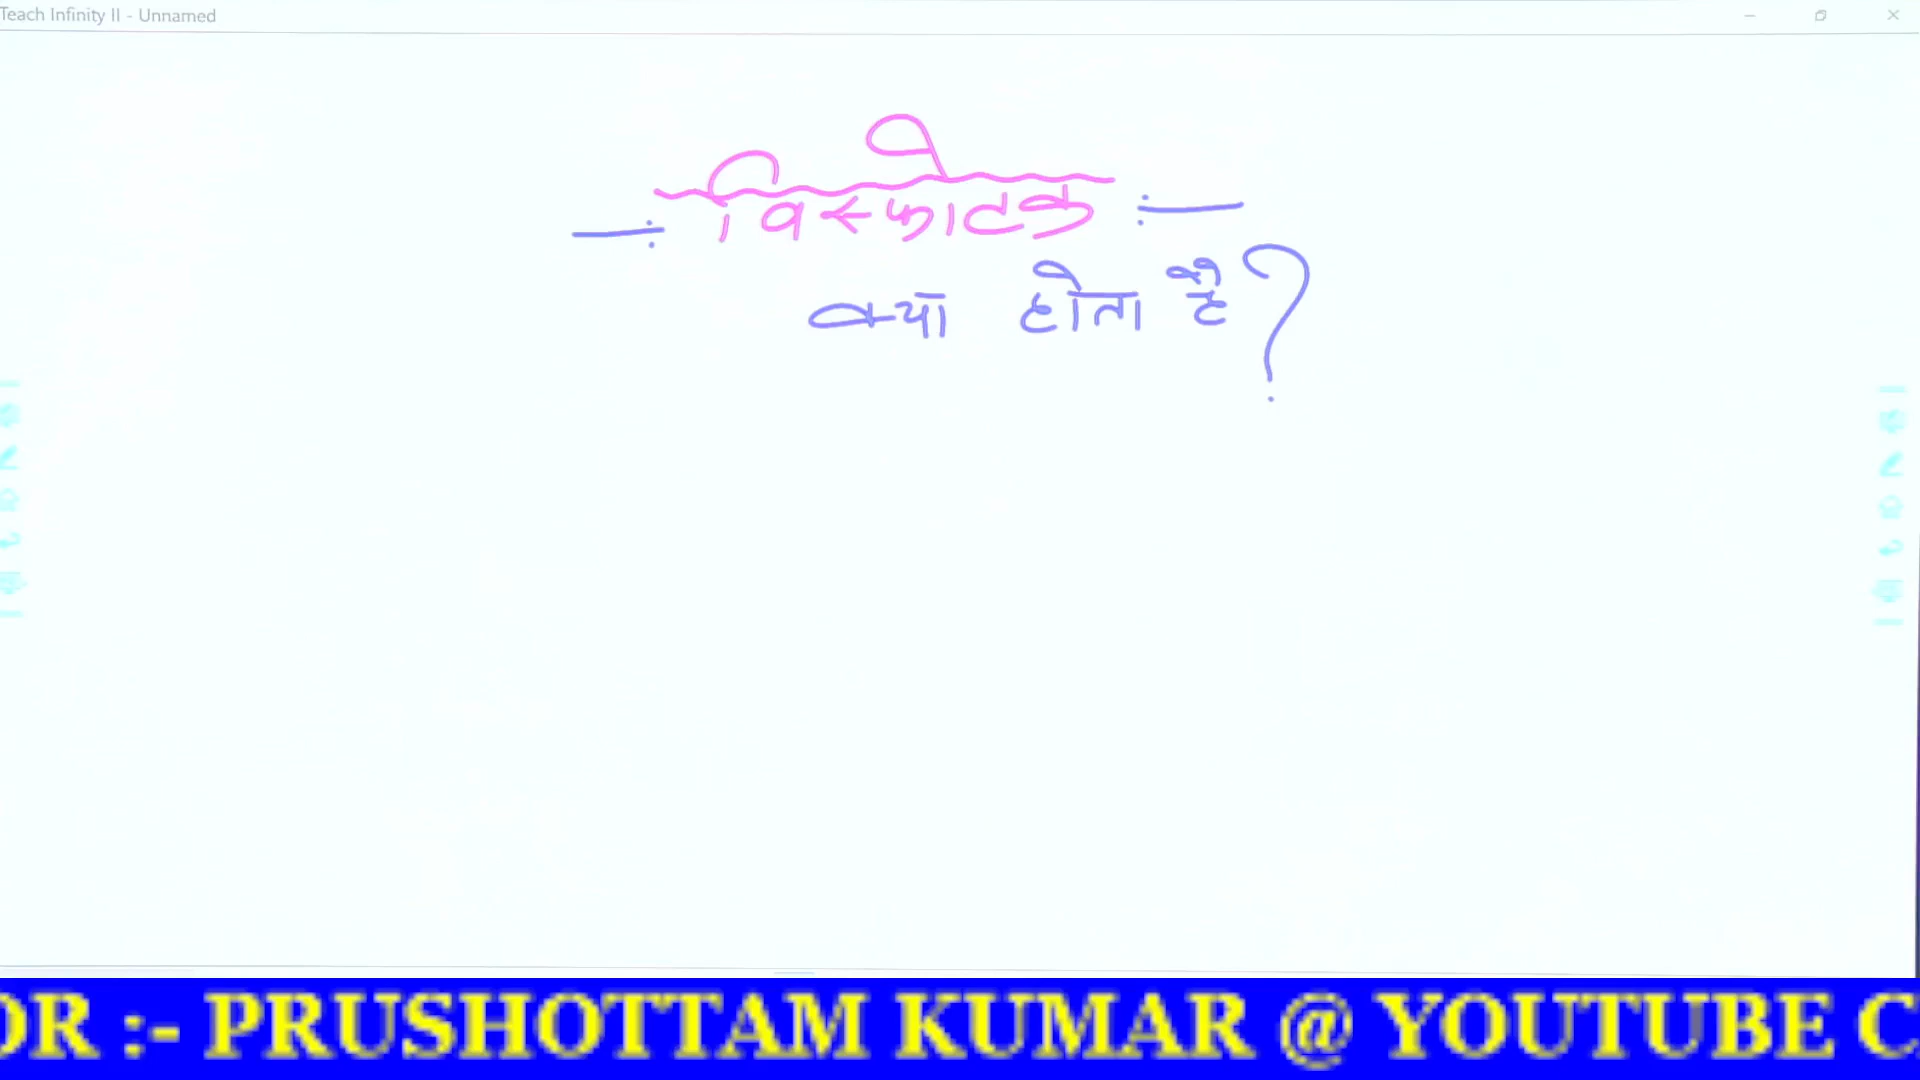 Teach Infinity II - Unnamed
—: विस्फोटक :—
क्या होता है?
OR :- PRUSHOTTAM KUMAR @ YOUTUBE C